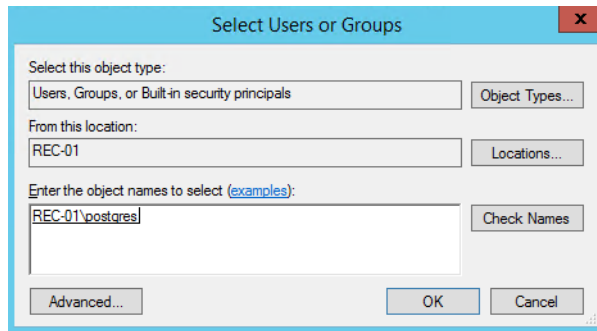 Select Users or Groups
x
Select this object type:
Users, Groups, or Built-in security principals
Object Types...
From this location:
REC-01
Locations...
Enter the object names to select (examples):
REC-01\postgres
Check Names
Advanced...
OK
Cancel